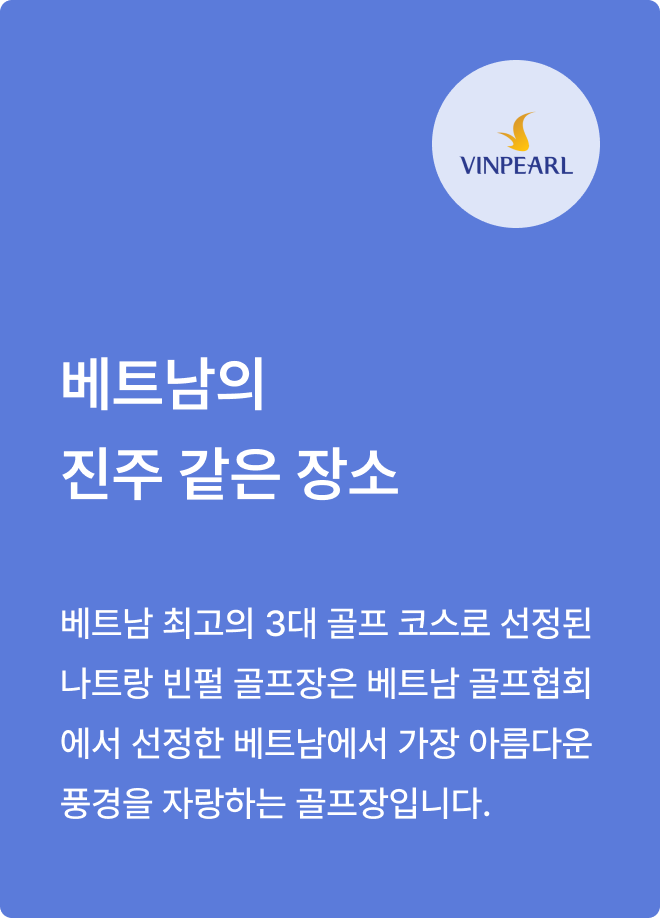 VINPEARL
베트남의
진주 같은 장소
베트남 최고의 3대 골프 코스로 선정된
나트랑 빈펄 골프장은 베트남 골프협회
에서 선정한 베트남에서 가장 아름다운
풍경을 자랑하는 골프장입니다.